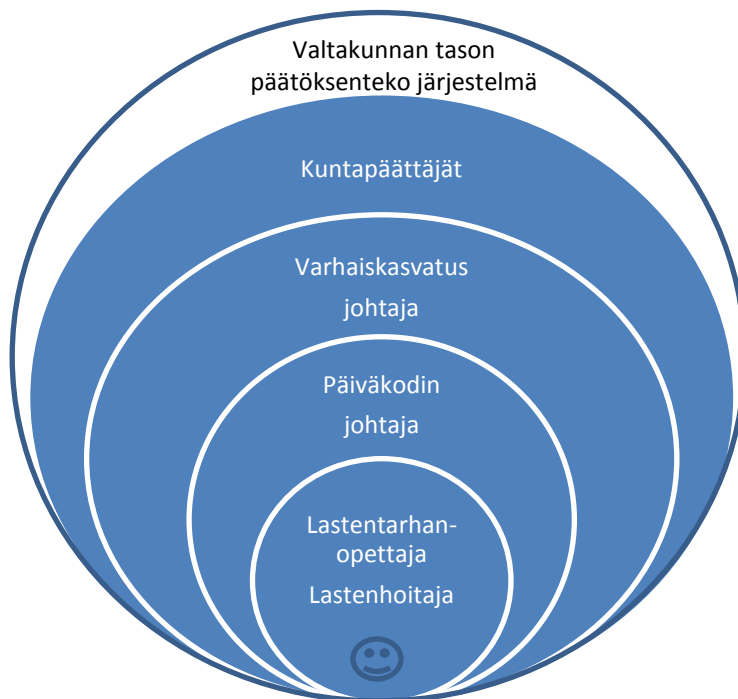 Valtakunnan tason
päätöksenteko järjestelmä
Kuntapäättäjät
Varhaiskasvatus
johtaja
Päiväkodin
johtaja
Lastentarhan-
opettaja
Lastenhoitaja